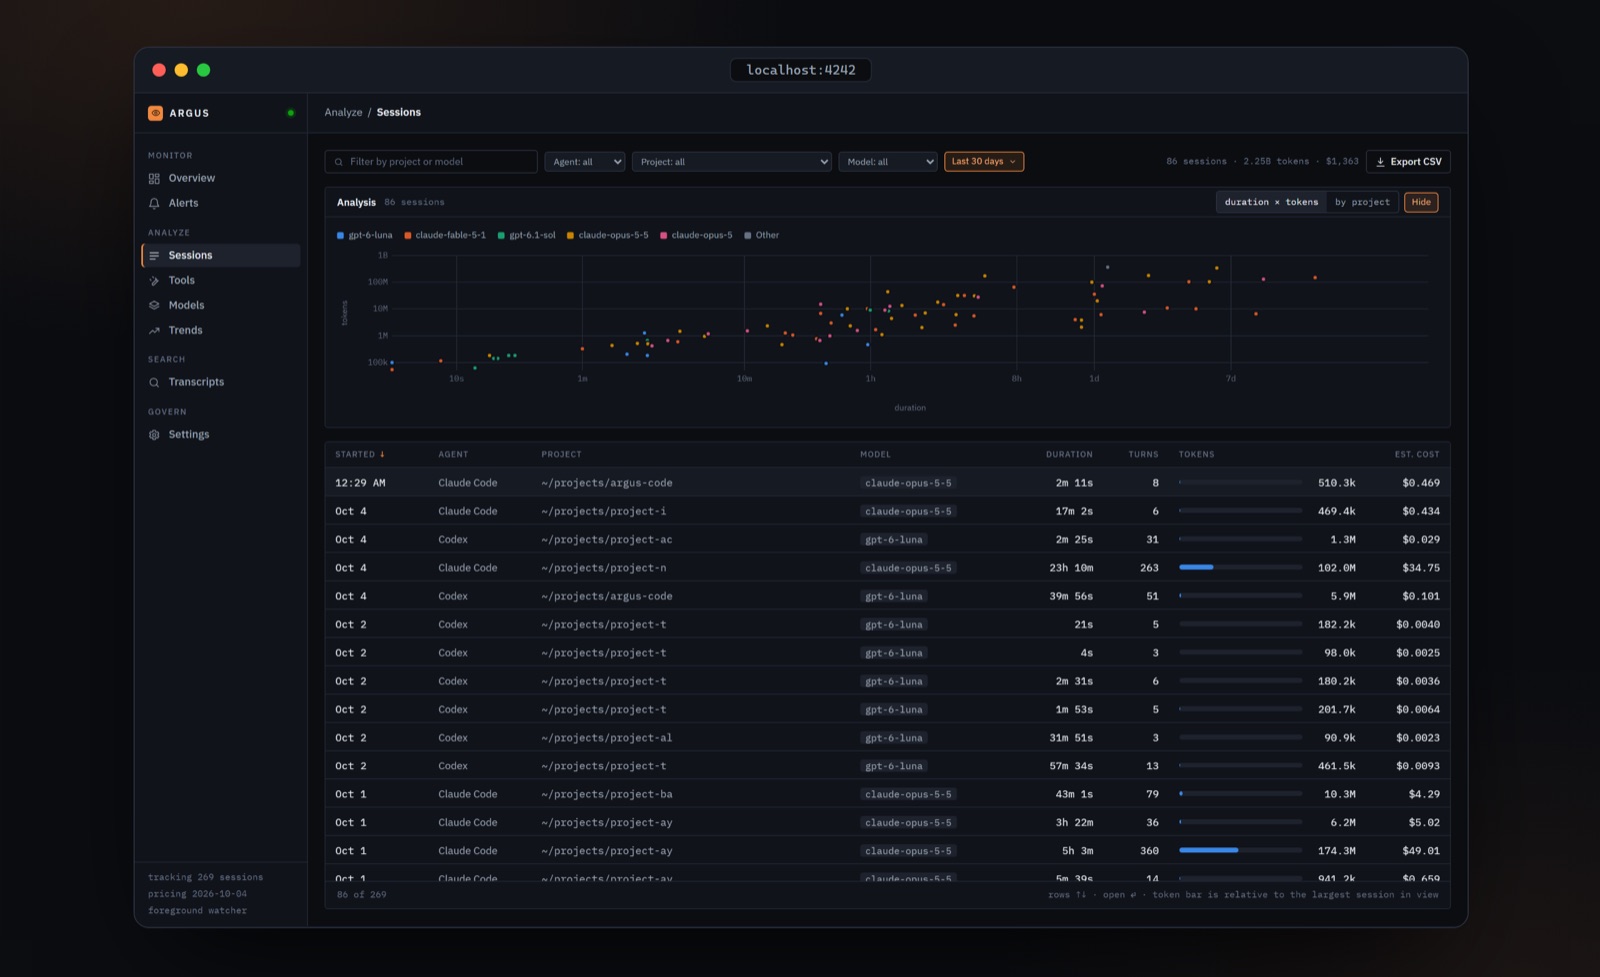 localhost:4242
ARGUS
Analyze / Sessions
MONITOR
Overview
Alerts
ANALYZE
Sessions
Tools
Models
Trends
SEARCH
Transcripts
GOVERN
Settings
tracking 269 sessions
pricing 2026-10-04
foreground watcher
Filter by project or model Agent: all Project: all Model: all Last 30 days 86 sessions · 2.25B tokens · $1,363 Export CSV
Analysis 86 sessions duration × tokens by project Hide
gpt-6-luna claude-fable-5-1 gpt-6.1-sol claude-opus-5-5 claude-opus-5 Other
1B
100M
10M
1M
100k
tokens
10s 1m 10m 1h 8h 1d 7d
duration
STARTED ↓ AGENT PROJECT MODEL DURATION TURNS TOKENS EST. COST
12:29 AM Claude Code ~/projects/argus-code claude-opus-5-5 2m 11s 8 510.3k $0.469
Oct 4 Claude Code ~/projects/project-i claude-opus-5-5 17m 2s 6 469.4k $0.434
Oct 4 Codex ~/projects/project-ac gpt-6-luna 2m 25s 31 1.3M $0.029
Oct 4 Claude Code ~/projects/project-n claude-opus-5-5 23h 10m 263 102.0M $34.75
Oct 4 Codex ~/projects/argus-code gpt-6-luna 39m 56s 51 5.9M $0.101
Oct 2 Codex ~/projects/project-t gpt-6-luna 21s 5 182.2k $0.0040
Oct 2 Codex ~/projects/project-t gpt-6-luna 4s 3 98.0k $0.0025
Oct 2 Codex ~/projects/project-t gpt-6-luna 2m 31s 6 180.2k $0.0036
Oct 2 Codex ~/projects/project-t gpt-6-luna 1m 53s 5 201.7k $0.0064
Oct 2 Codex ~/projects/project-al gpt-6-luna 31m 51s 3 90.9k $0.0023
Oct 2 Codex ~/projects/project-t gpt-6-luna 57m 34s 13 461.5k $0.0093
Oct 1 Claude Code ~/projects/project-ba claude-opus-5-5 43m 1s 79 10.3M $4.29
Oct 1 Claude Code ~/projects/project-ay claude-opus-5-5 3h 22m 36 6.2M $5.02
Oct 1 Claude Code ~/projects/project-ay claude-opus-5-5 5h 3m 360 174.3M $49.01
Oct 1 Claude Code ~/projects/project-ay claude-opus-5-5 5m 39s 14 941.2k $0.659
86 of 269 rows ↑↓ · open ↵ · token bar is relative to the largest session in view